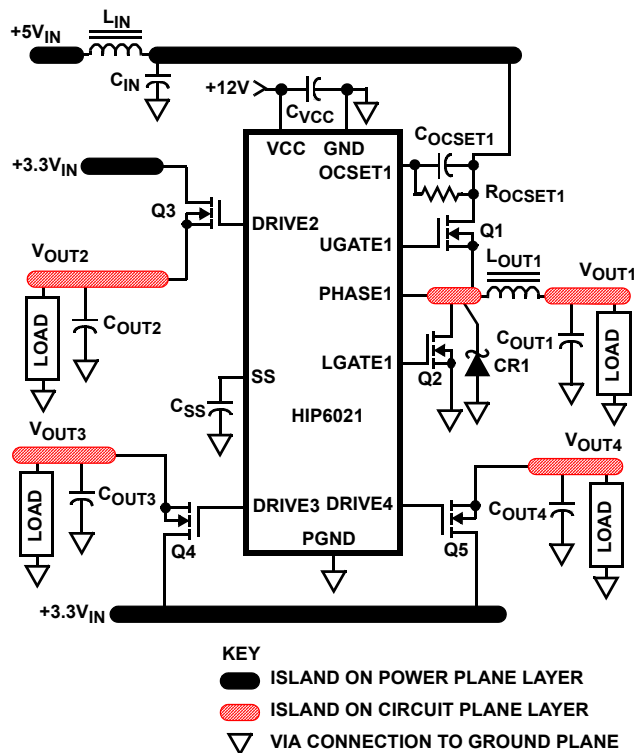 +5VIN
LIN
CIN
+12V
CVCC
VCC
GND
COCSET1
OCSET1
ROCSET1
+3.3VIN
Q3
DRIVE2
Q1
UGATE1
VOUT2
LOUT1
VOUT1
PHASE1
LOAD
COUT2
COUT1
LOAD
LGATE1
Q2
CR1
SS
CSS
HIP6021
VOUT3
VOUT4
LOAD
COUT3
DRIVE3
DRIVE4
COUT4
LOAD
Q4
Q5
PGND
+3.3VIN
KEY
ISLAND ON POWER PLANE LAYER
ISLAND ON CIRCUIT PLANE LAYER
VIA CONNECTION TO GROUND PLANE